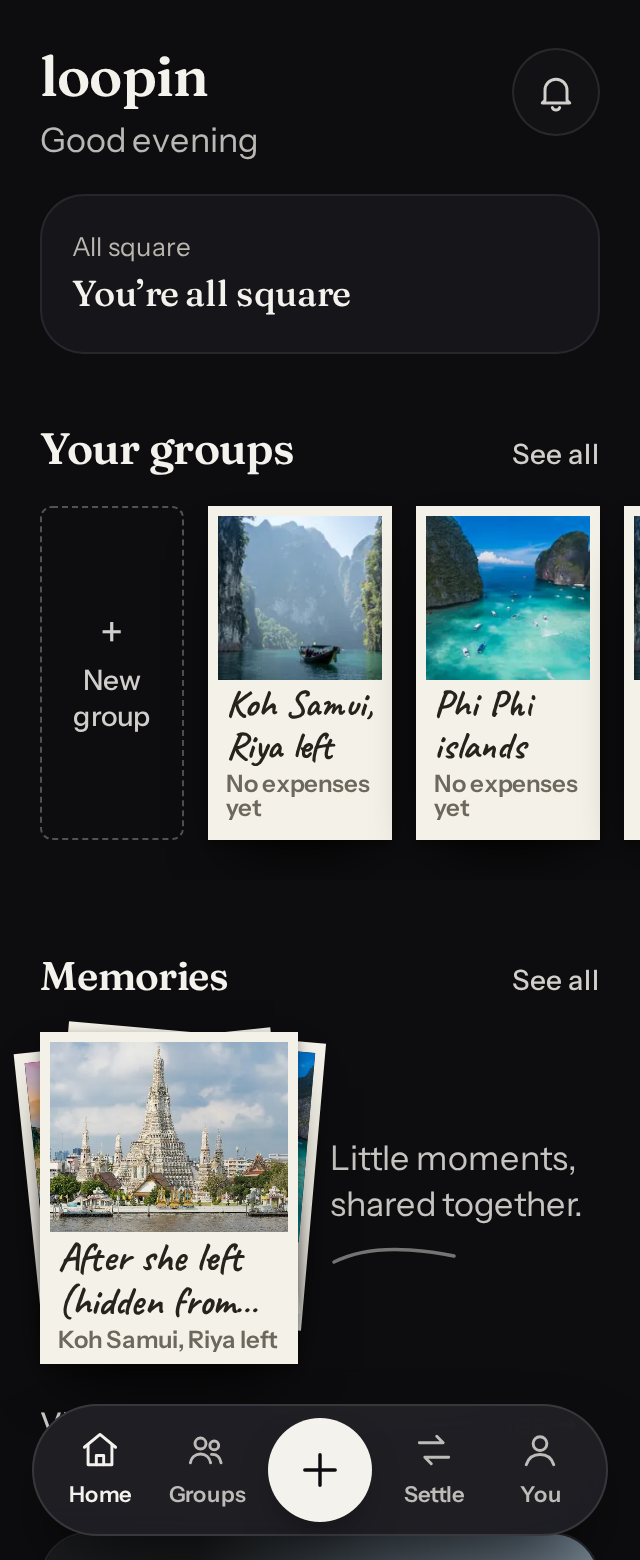 loopin
Good evening
All square
You’re all square
Your groups
See all
+
New
group
Koh Samui,
Riya left
No expenses
yet
Phi Phi
islands
No expenses
yet
Memories
See all
Little moments,
shared together.
After she left
(hidden from...
Koh Samui, Riya left
Home
Groups
Settle
You